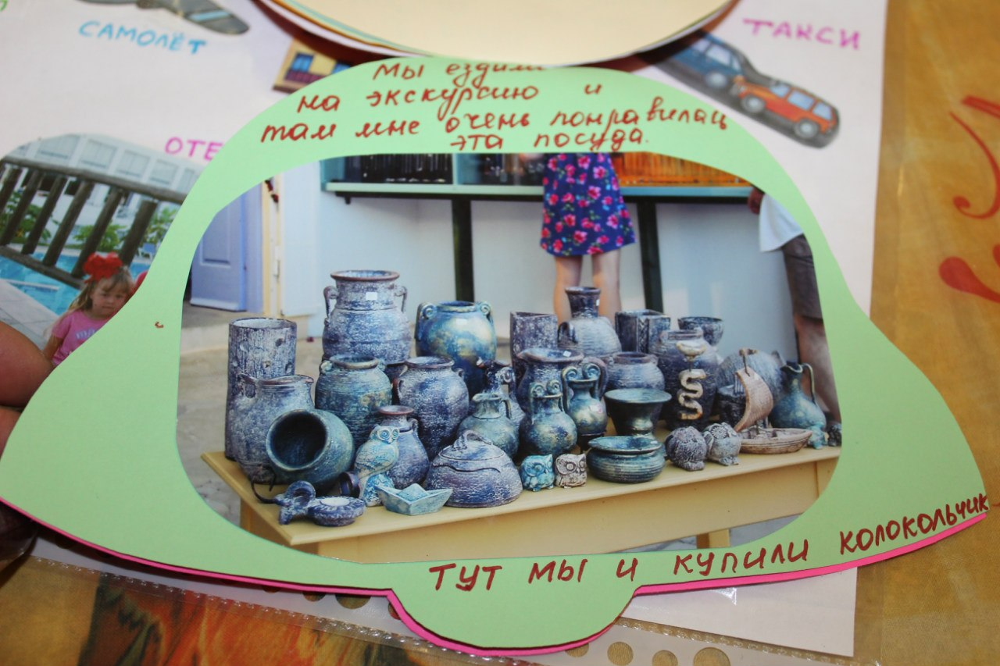 САМОЛЁТ
ТАКСИ
ОТЕ
Мы ездили
на экскурсию и
там мне очень понравилась
эта посуда.
ТУТ МЫ И КУПИЛИ КОЛОКОЛЬЧИК